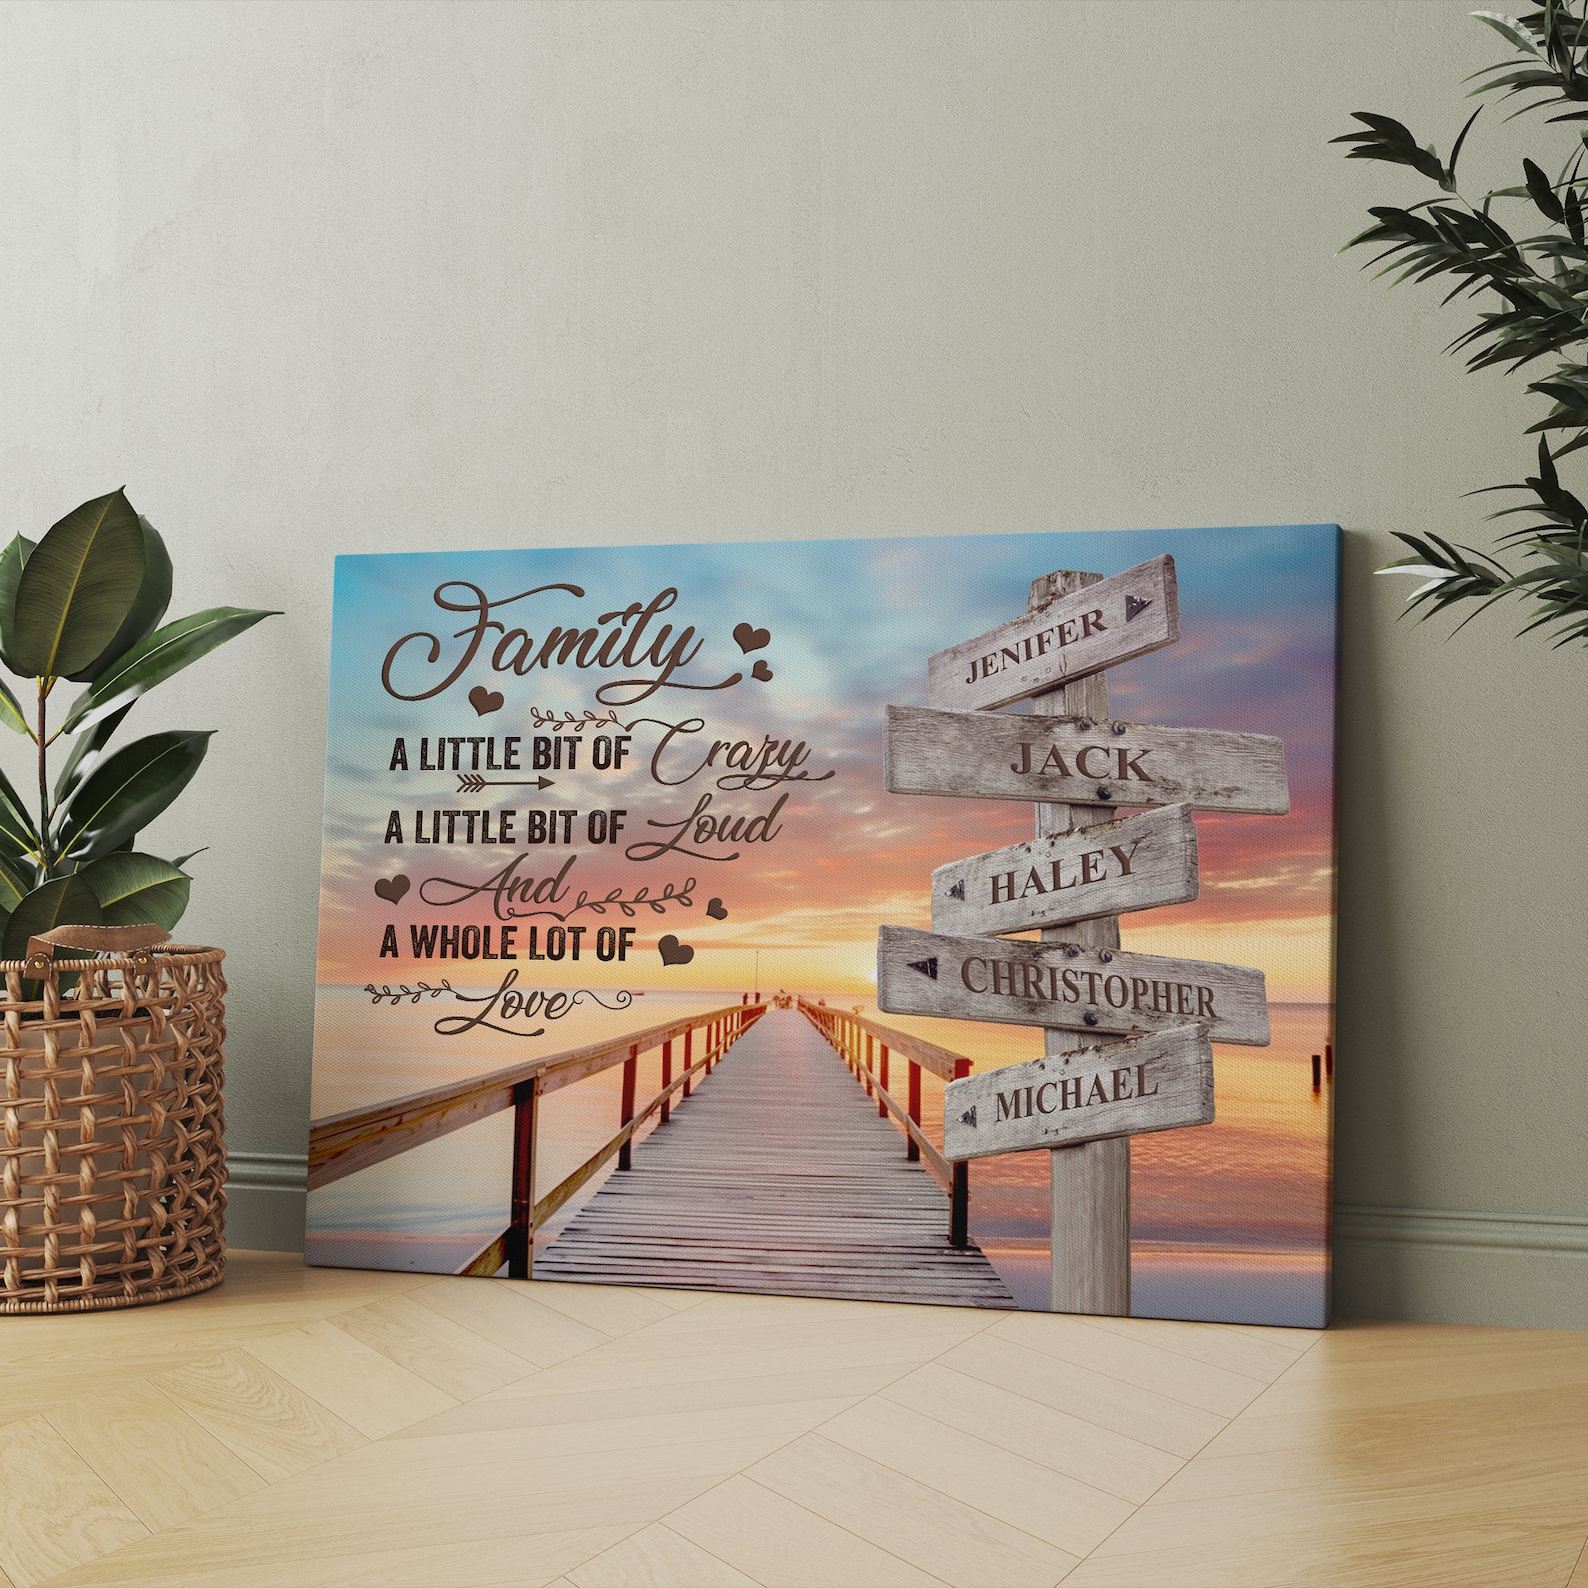 Family
A LITTLE BIT OF Crazy
A LITTLE BIT OF Loud
And
A WHOLE LOT OF
Love
JENIFER
JACK
HALEY
CHRISTOPHER
MICHAEL